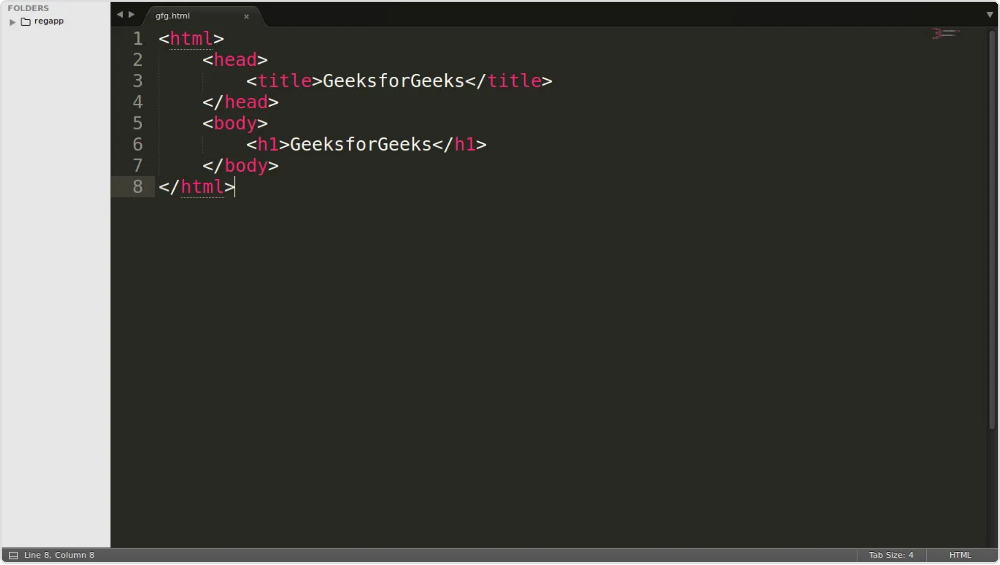 FOLDERS
regapp
gfg.html
1 <html>
2     <head>
3         <title>GeeksforGeeks</title>
4     </head>
5     <body>
6         <h1>GeeksforGeeks</h1>
7     </body>
8 </html>
Line 8, Column 8
Tab Size: 4
HTML